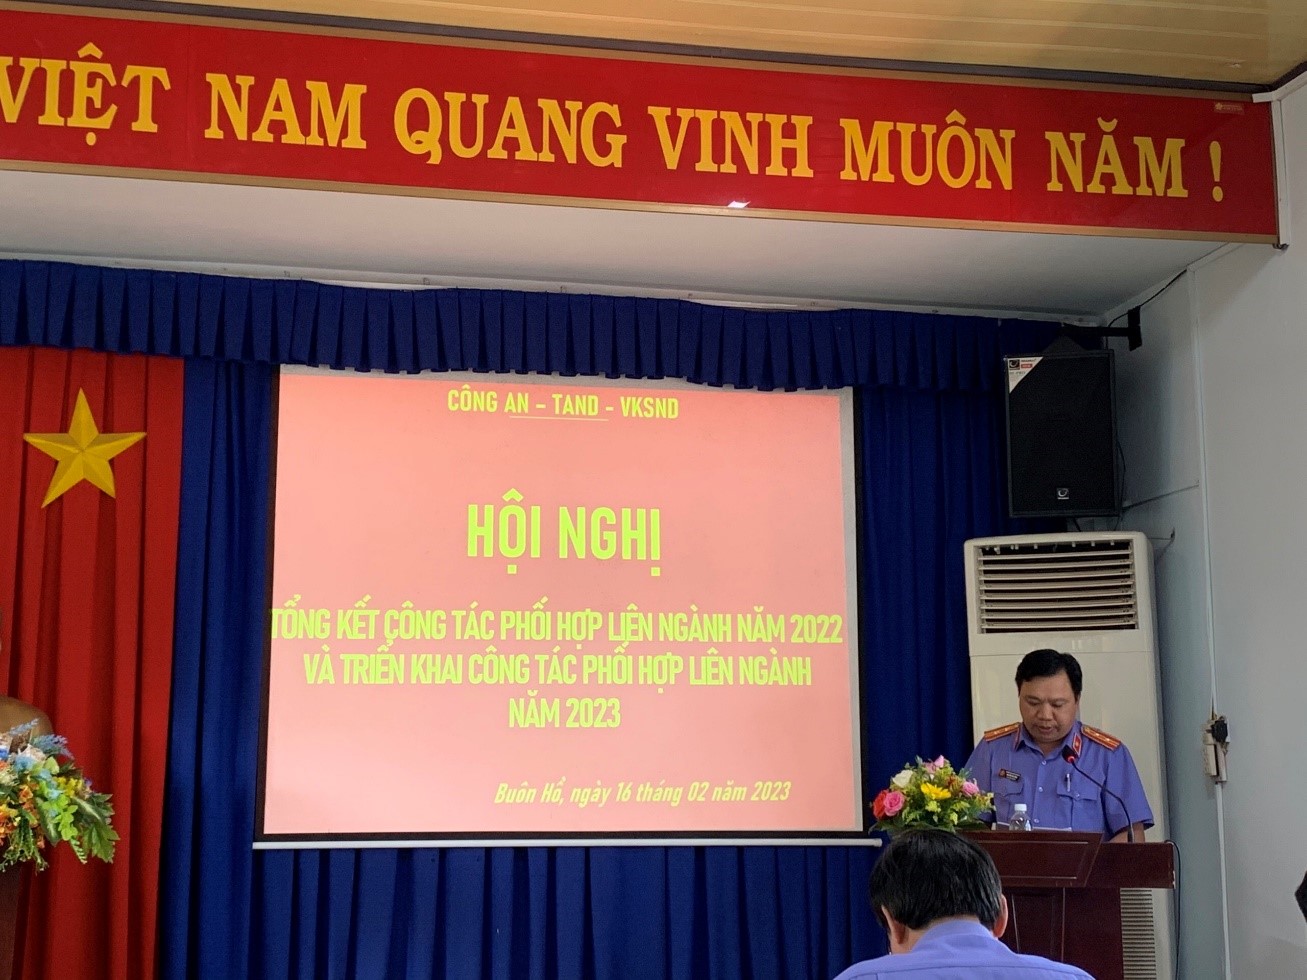 VIỆT NAM QUANG VINH MUÔN NĂM !
CÔNG AN – TAND - VKSND
HỘI NGHỊ
TỔNG KẾT CÔNG TÁC PHỐI HỢP LIÊN NGÀNH NĂM 2022
VÀ TRIỂN KHAI CÔNG TÁC PHỐI HỢP LIÊN NGÀNH
NĂM 2023
Buôn Hồ, ngày 16 tháng 02 năm 2023